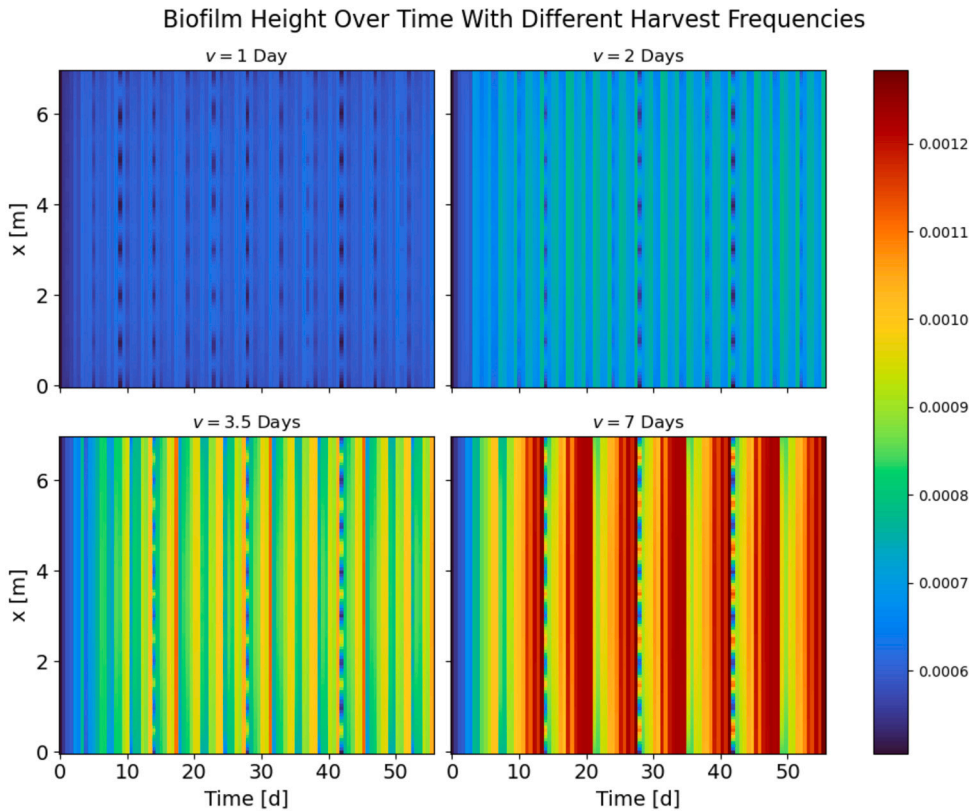 Biofilm Height Over Time With Different Harvest Frequencies
v = 1 Day
v = 2 Days
x [m]
6
4
2
0
0.0012
0.0011
0.0010
0.0009
0.0008
0.0007
0.0006
v = 3.5 Days
v = 7 Days
x [m]
6
4
2
0
0 10 20 30 40 50
0 10 20 30 40 50
Time [d]
Time [d]